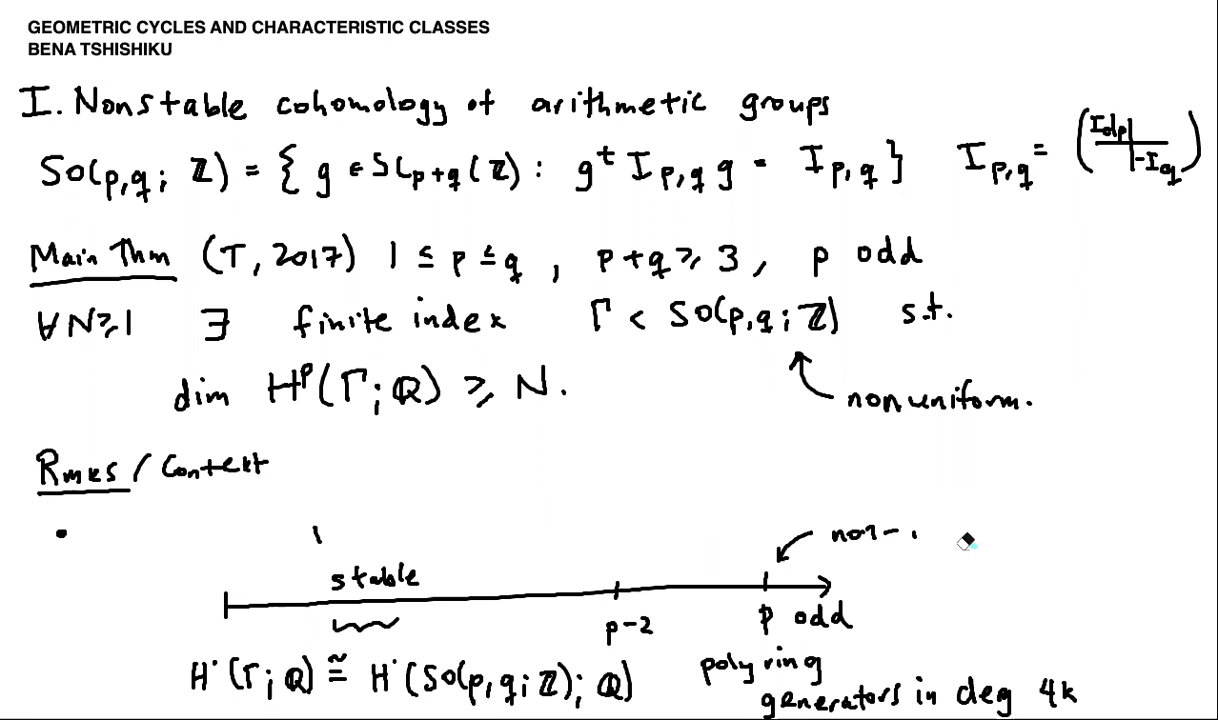 GEOMETRIC CYCLES AND CHARACTERISTIC CLASSES
BENA TSHISHIKU
I. Nonstable cohomology of arithmetic groups
SO(p,q; ℤ) = { g ∈ SL_{p+q}(ℤ) : g^t I_{p,q} g = I_{p,q} }   I_{p,q} = ( Id_p | / | -I_q )
Main Thm (T, 2017) 1 ≤ p ≤ q , p+q ≥ 3, p odd
∀N≥1 ∃ finite index Γ < SO(p,q; ℤ) s.t.
dim H^p(Γ; ℚ) ≥ N.
nonuniform.
Rmks / Context
•
stable
p-2
p odd
H^•(Γ; ℚ) ≅ H^•(SO(p,q; ℤ); ℚ)
poly ring
generators in deg 4k